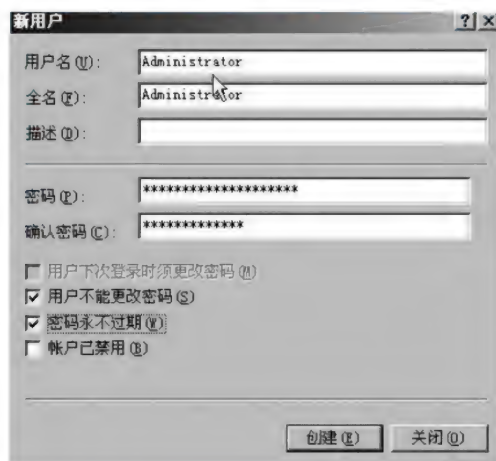 新用户
用户名(U): Administrator
全名(F): Administrator
描述(D):
密码(P): ********************
确认密码(C): *************
用户下次登录时须更改密码(M)
用户不能更改密码(S)
密码永不过期(W)
帐户已禁用(B)
创建(E) 关闭(O)